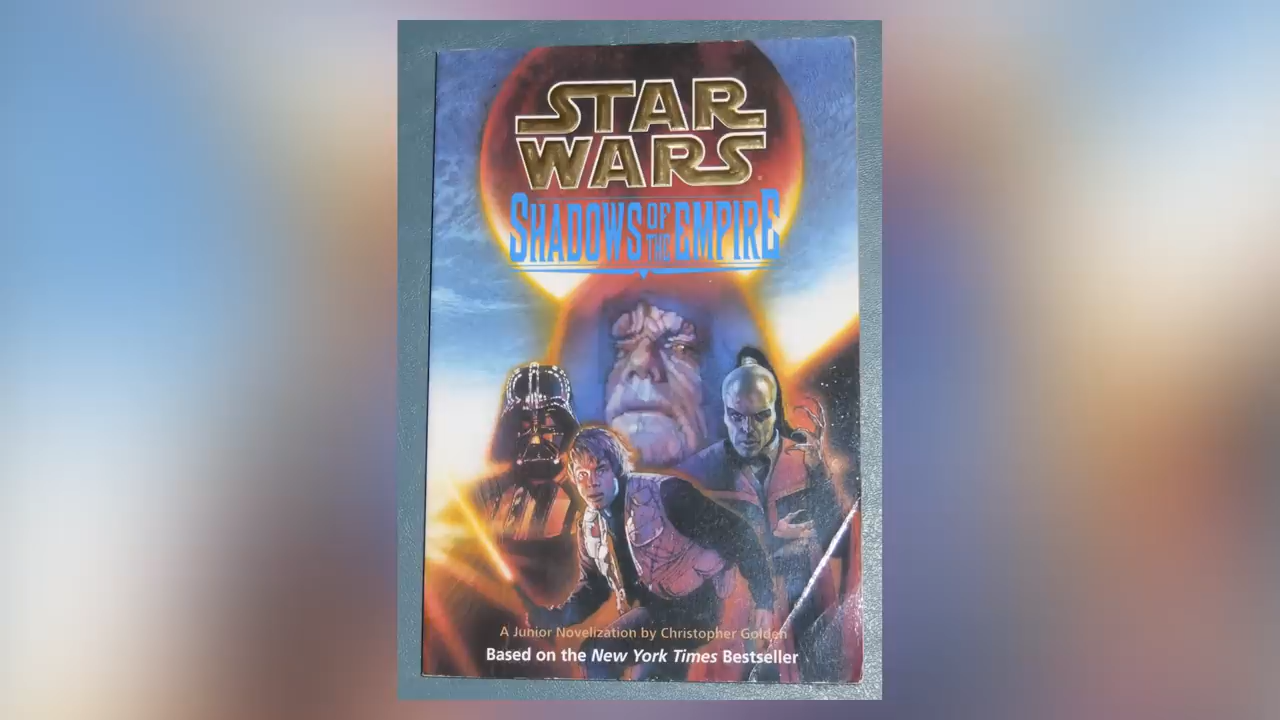 STAR
WARS
SHADOWS OF THE EMPIRE
A Junior Novelization by Christopher Golden
Based on the New York Times Bestseller